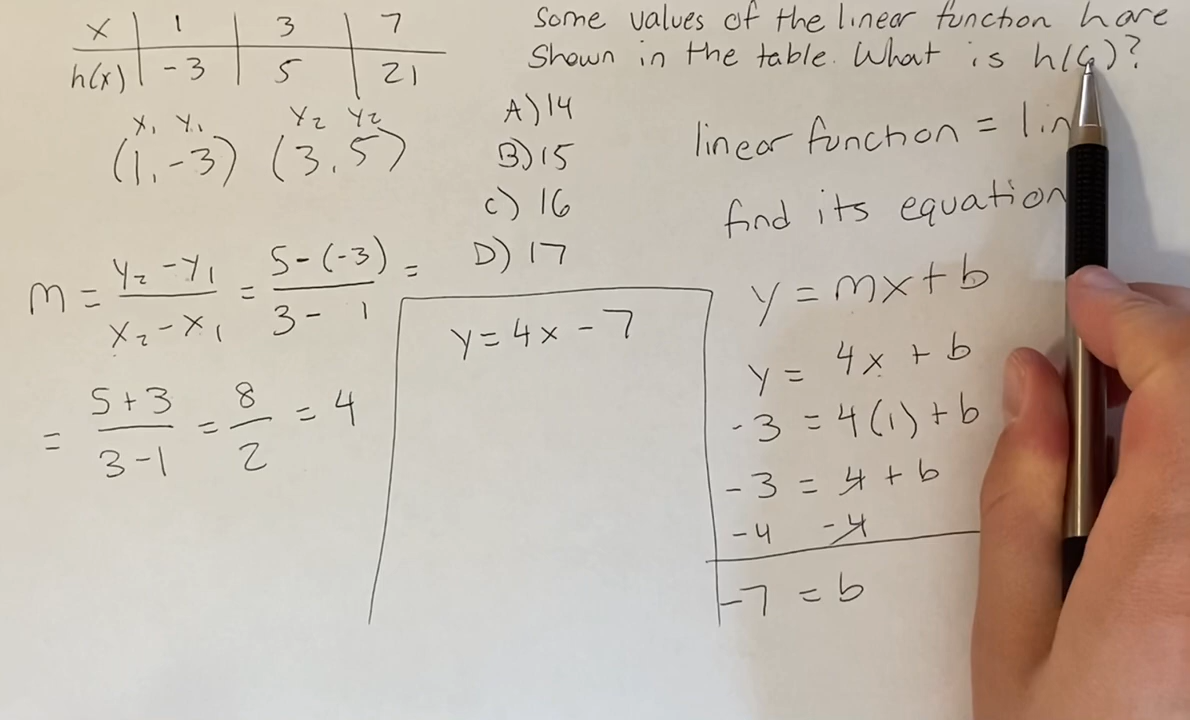 x 1 3 7
h(x) -3 5 21
Some values of the linear function h are
Shown in the table. What is h(6)?
x₁ y₁ y₂ y₂
(1,-3) (3,5)
A) 14
B) 15
C) 16
D) 17
linear function = lin
find its equation
m = y₂-y₁/x₂-x₁ = 5-(-3)/3-1 =
= 5+3/3-1 = 8/2 = 4
y=4x-7
y = mx+b
y = 4x + b
-3 = 4(1)+b
-3 = 4 + b
-4 -4
-7 = b